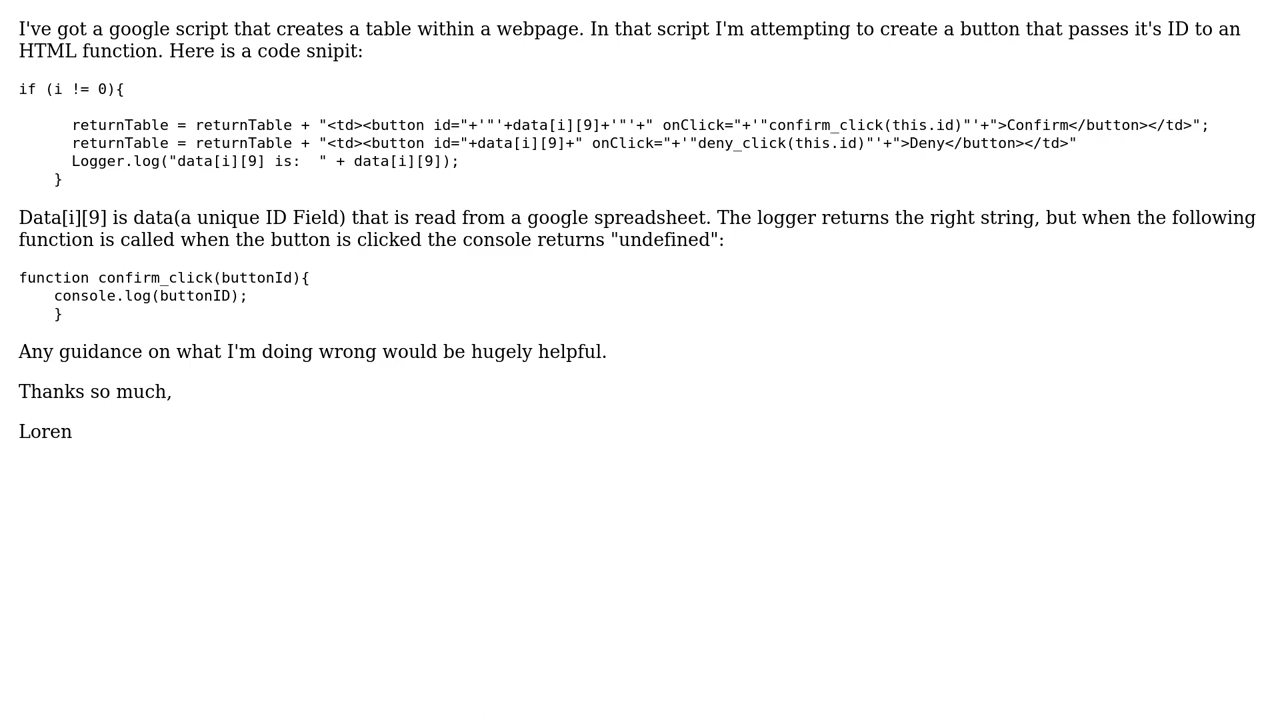 I've got a google script that creates a table within a webpage. In that script I'm attempting to create a button that passes it's ID to an
HTML function. Here is a code snipit:
if (i != 0){
      returnTable = returnTable + "<td><button id="+'"'+data[i][9]+'"'+" onClick="+'"confirm_click(this.id)"'+">Confirm</button></td>";
      returnTable = returnTable + "<td><button id="+data[i][9]+" onClick="+'"deny_click(this.id)"'+">Deny</button></td>"
      Logger.log("data[i][9] is:  " + data[i][9]);
    }
Data[i][9] is data(a unique ID Field) that is read from a google spreadsheet. The logger returns the right string, but when the following
function is called when the button is clicked the console returns "undefined":
function confirm_click(buttonId){
    console.log(buttonID);
    }
Any guidance on what I'm doing wrong would be hugely helpful.
Thanks so much,
Loren